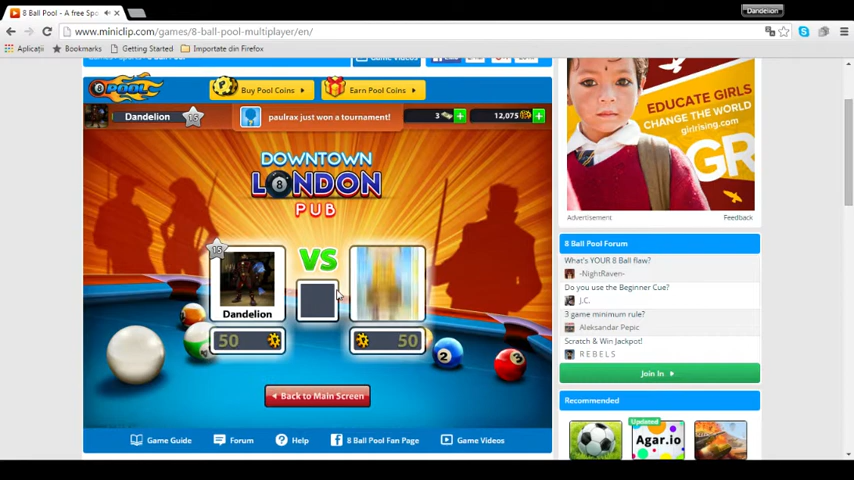 8 Ball Pool - A free Sp
Dandelion
www.miniclip.com/games/8-ball-pool-multiplayer/en/
Aplicații
Bookmarks
Getting Started
Importate din Firefox
Game Videos
8 POOL
Buy Pool Coins
Earn Pool Coins
Dandelion
15
paulrax just won a tournament!
3
12,075
DOWNTOWN
LONDON
PUB
8
15
VS
Dandelion
50
50
2
3
Back to Main Screen
Game Guide
Forum
Help
8 Ball Pool Fan Page
Game Videos
EDUCATE GIRLS
CHANGE THE WORLD
girlrising.com
GR
Advertisement
Feedback
8 Ball Pool Forum
What's YOUR 8 Ball flaw?
-NightRaven-
Do you use the Beginner Cue?
J.C.
3 game minimum rule?
Aleksandar Pepic
Scratch & Win Jackpot!
R E B E L S
Join In
Recommended
Updated
Agar.io